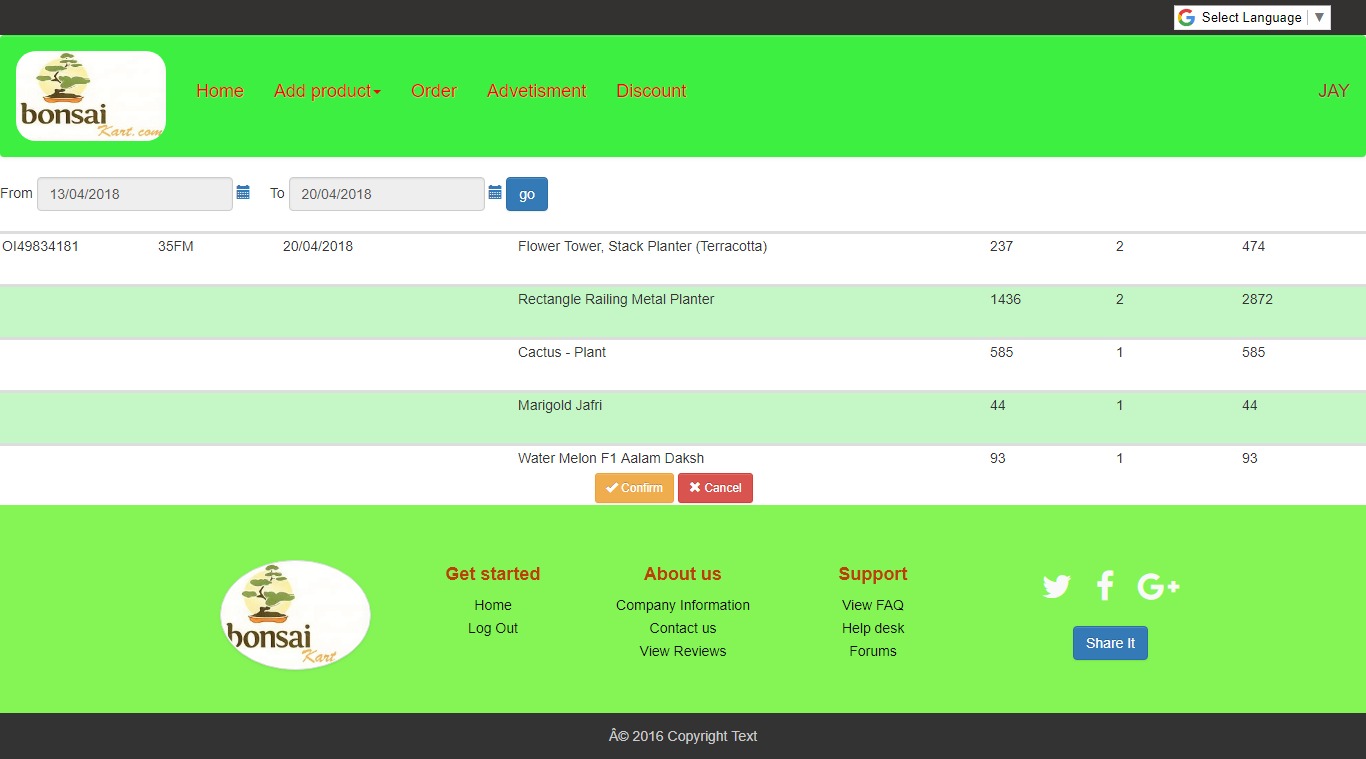 Select Language ▼
bonsai
Kart.com
Home Add product Order Advetisment Discount JAY
From 13/04/2018 To 20/04/2018 go
OI49834181 35FM 20/04/2018 Flower Tower, Stack Planter (Terracotta) 237 2 474
Rectangle Railing Metal Planter 1436 2 2872
Cactus - Plant 585 1 585
Marigold Jafri 44 1 44
Water Melon F1 Aalam Daksh 93 1 93
Confirm Cancel
bonsai
Kart
Get started
Home
Log Out
About us
Company Information
Contact us
View Reviews
Support
View FAQ
Help desk
Forums
Share It
Â© 2016 Copyright Text